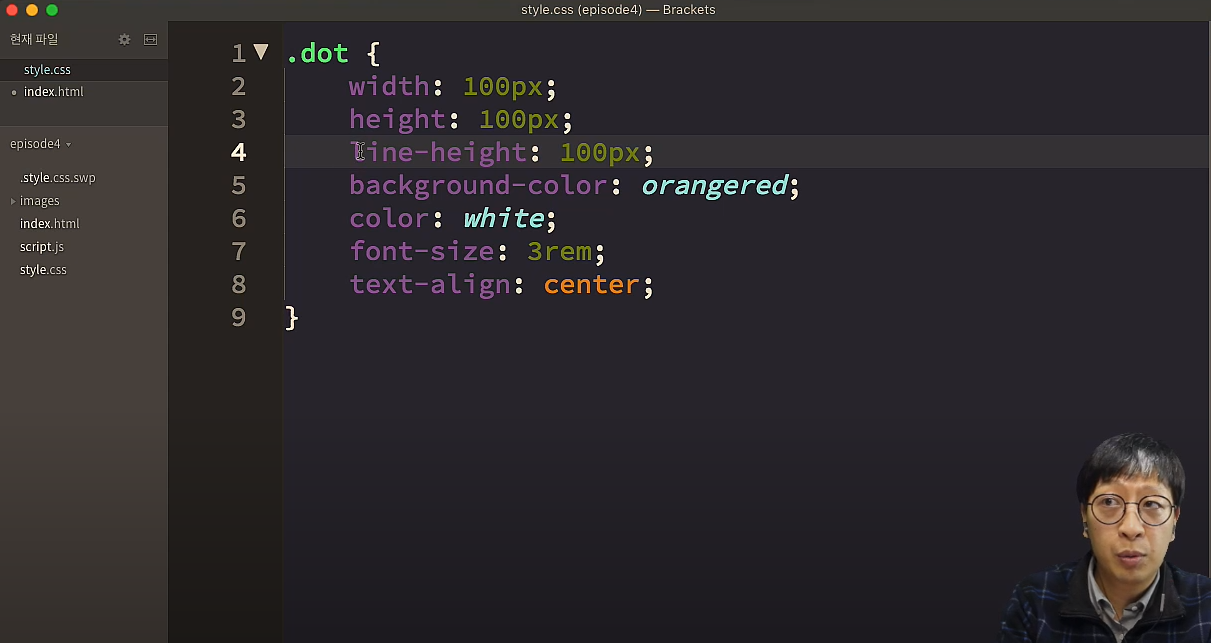 style.css (episode4) — Brackets
현재 파일
style.css
index.html
episode4
.style.css.swp
images
index.html
script.js
style.css
1 .dot {
2 width: 100px;
3 height: 100px;
4 line-height: 100px;
5 background-color: orangered;
6 color: white;
7 font-size: 3rem;
8 text-align: center;
9 }